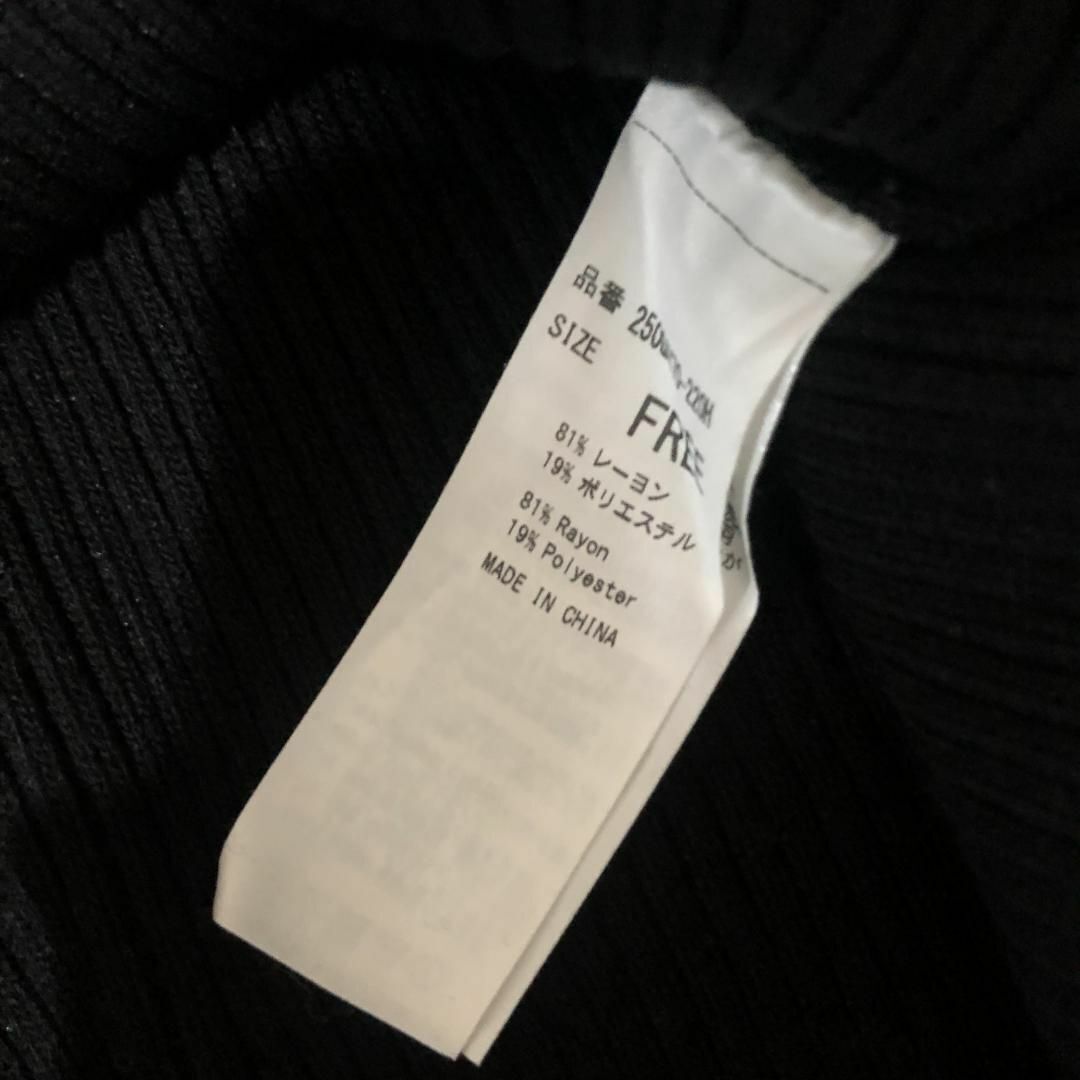 品番
SIZE
FREE
81% レーヨン
19% ポリエステル
81% Rayon
19% Polyester
MADE IN CHINA
が